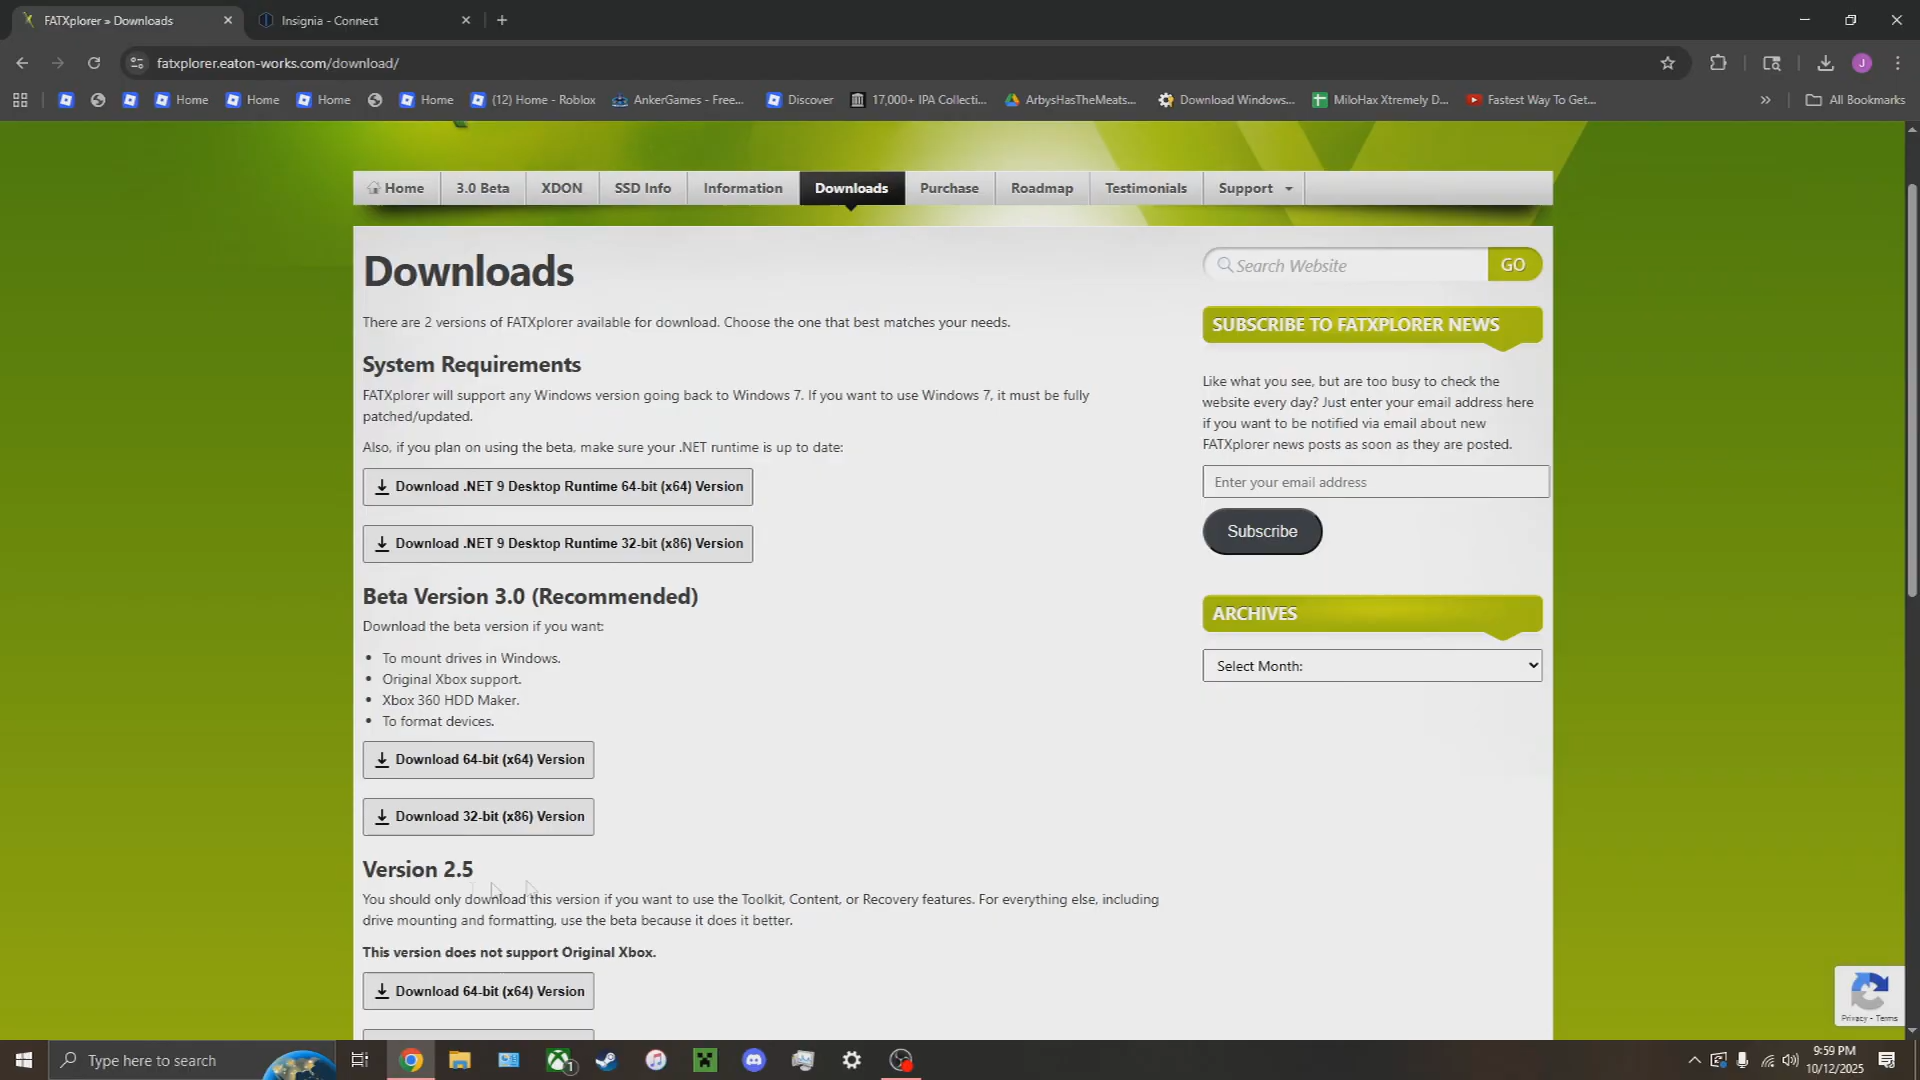 FATXplorer » Downloads
Insignia - Connect
fatxplorer.eaton-works.com/download/
J
Home
Home
Home
Home
(12) Home - Roblox
AnkerGames - Free...
Discover
17,000+ IPA Collecti...
ArbysHasTheMeats...
Download Windows...
MiloHax Xtremely D...
Fastest Way To Get...
All Bookmarks
Home
3.0 Beta
XDON
SSD Info
Information
Downloads
Purchase
Roadmap
Testimonials
Support
Downloads
There are 2 versions of FATXplorer available for download. Choose the one that best matches your needs.
System Requirements
FATXplorer will support any Windows version going back to Windows 7. If you want to use Windows 7, it must be fully
patched/updated.
Also, if you plan on using the beta, make sure your .NET runtime is up to date:
Download .NET 9 Desktop Runtime 64-bit (x64) Version
Download .NET 9 Desktop Runtime 32-bit (x86) Version
Beta Version 3.0 (Recommended)
Download the beta version if you want:
• To mount drives in Windows.
• Original Xbox support.
• Xbox 360 HDD Maker.
• To format devices.
Download 64-bit (x64) Version
Download 32-bit (x86) Version
Version 2.5
You should only download this version if you want to use the Toolkit, Content, or Recovery features. For everything else, including
drive mounting and formatting, use the beta because it does it better.
This version does not support Original Xbox.
Download 64-bit (x64) Version
Search Website
GO
SUBSCRIBE TO FATXPLORER NEWS
Like what you see, but are too busy to check the
website every day? Just enter your email address here
if you want to be notified via email about new
FATXplorer news posts as soon as they are posted.
Enter your email address
Subscribe
ARCHIVES
Select Month:
Privacy - Terms
Type here to search
1
9:59 PM
10/12/2025